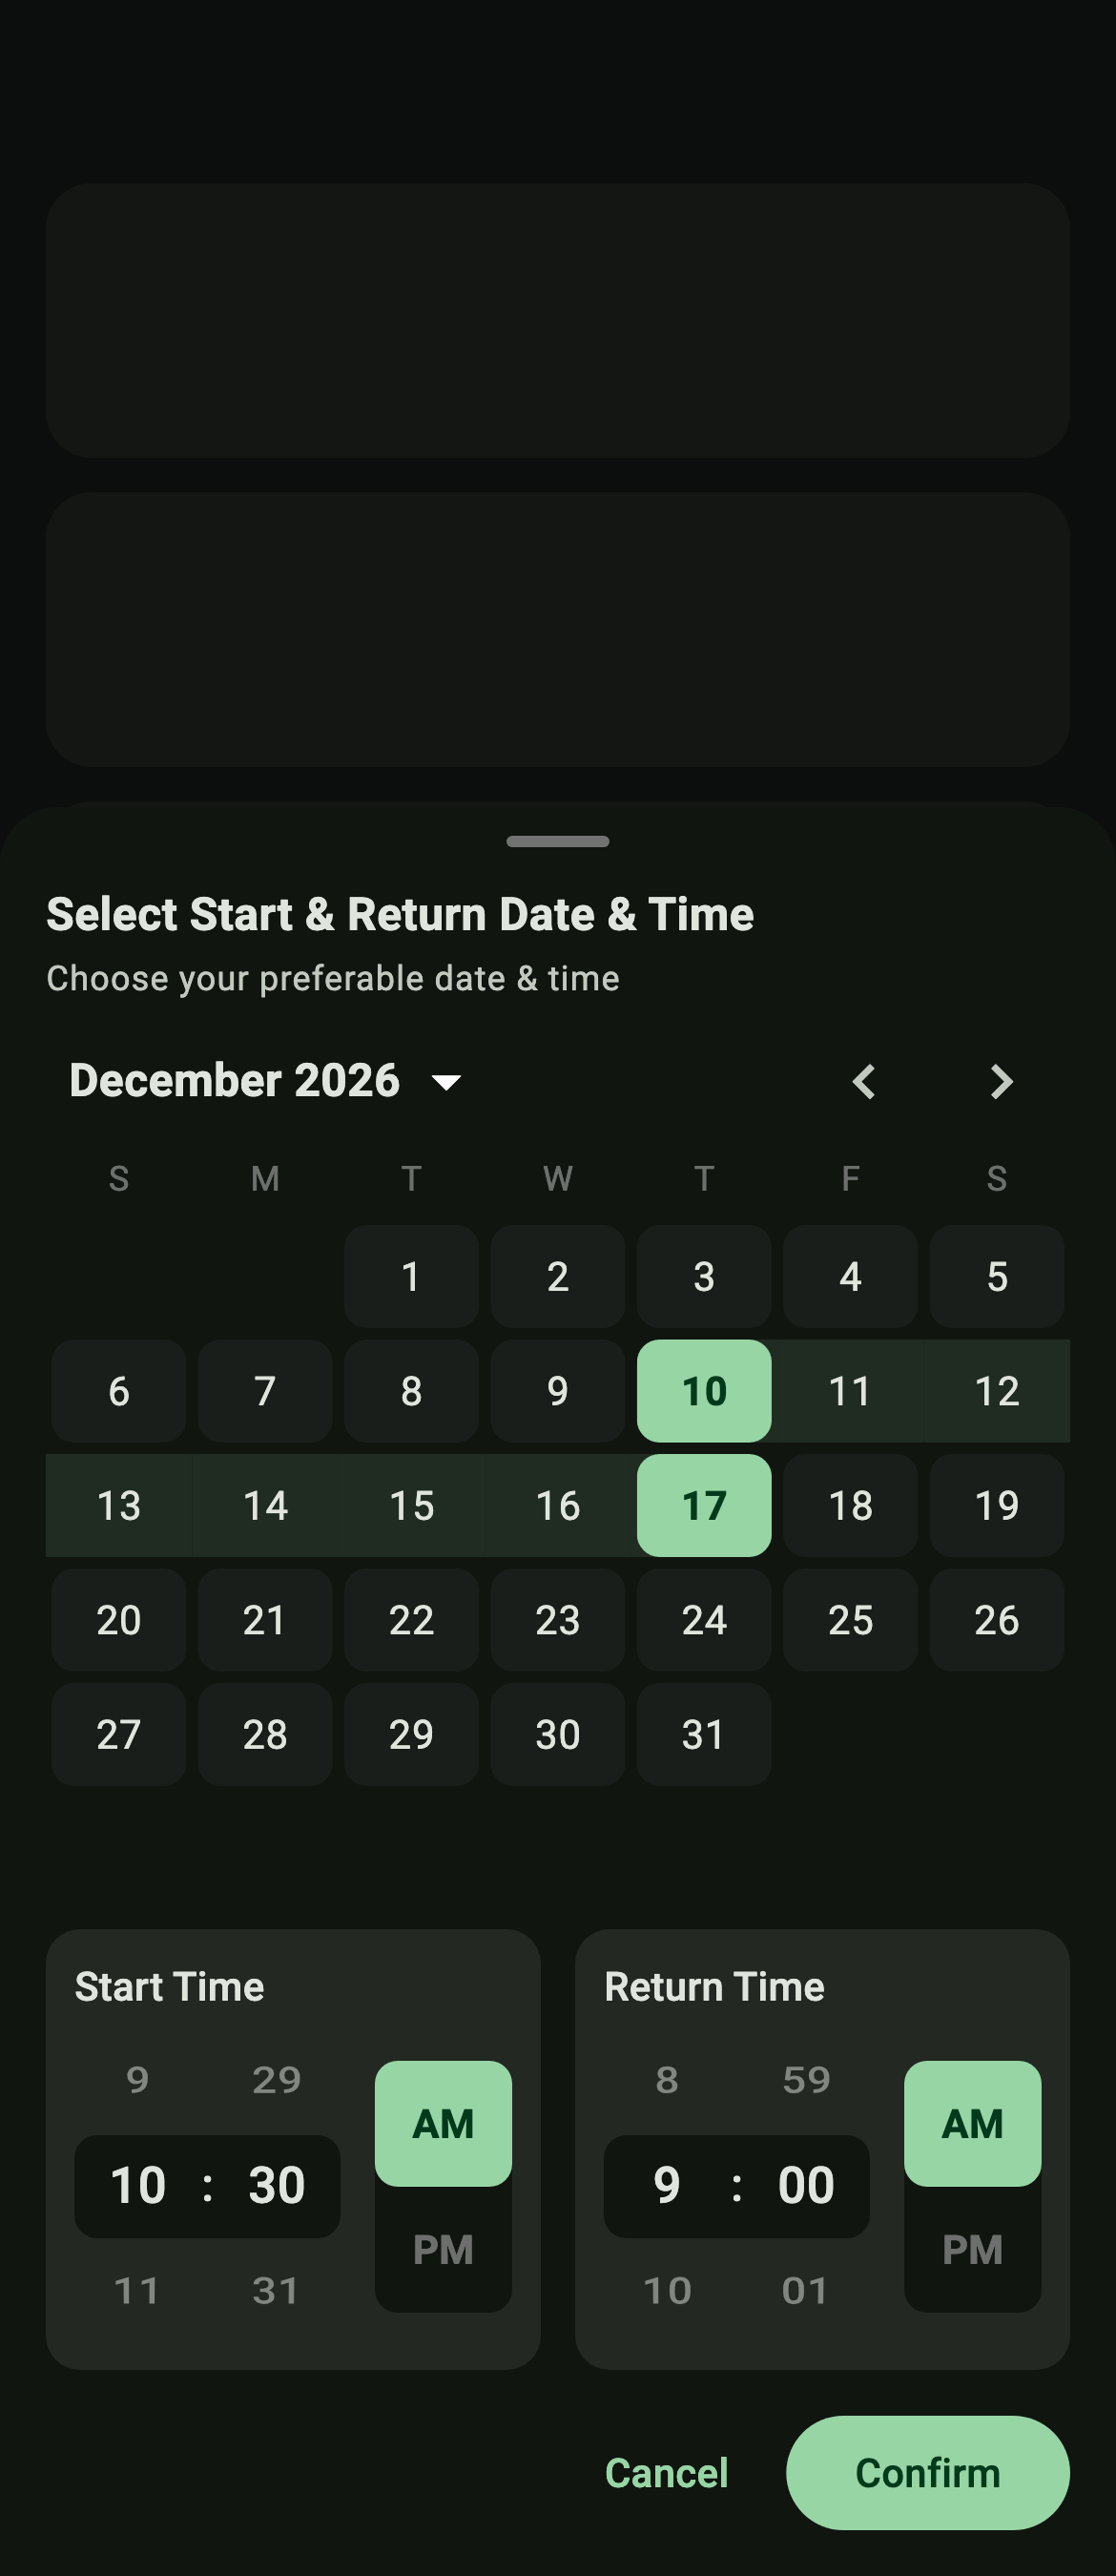 Select Start & Return Date & Time
Choose your preferable date & time
December 2026
S M T W T F S
1 2 3 4 5
6 7 8 9 10 11 12
13 14 15 16 17 18 19
20 21 22 23 24 25 26
27 28 29 30 31
Start Time
9 29
AM
10 : 30
PM
11 31
Return Time
8 59
AM
9 : 00
PM
10 01
Cancel Confirm